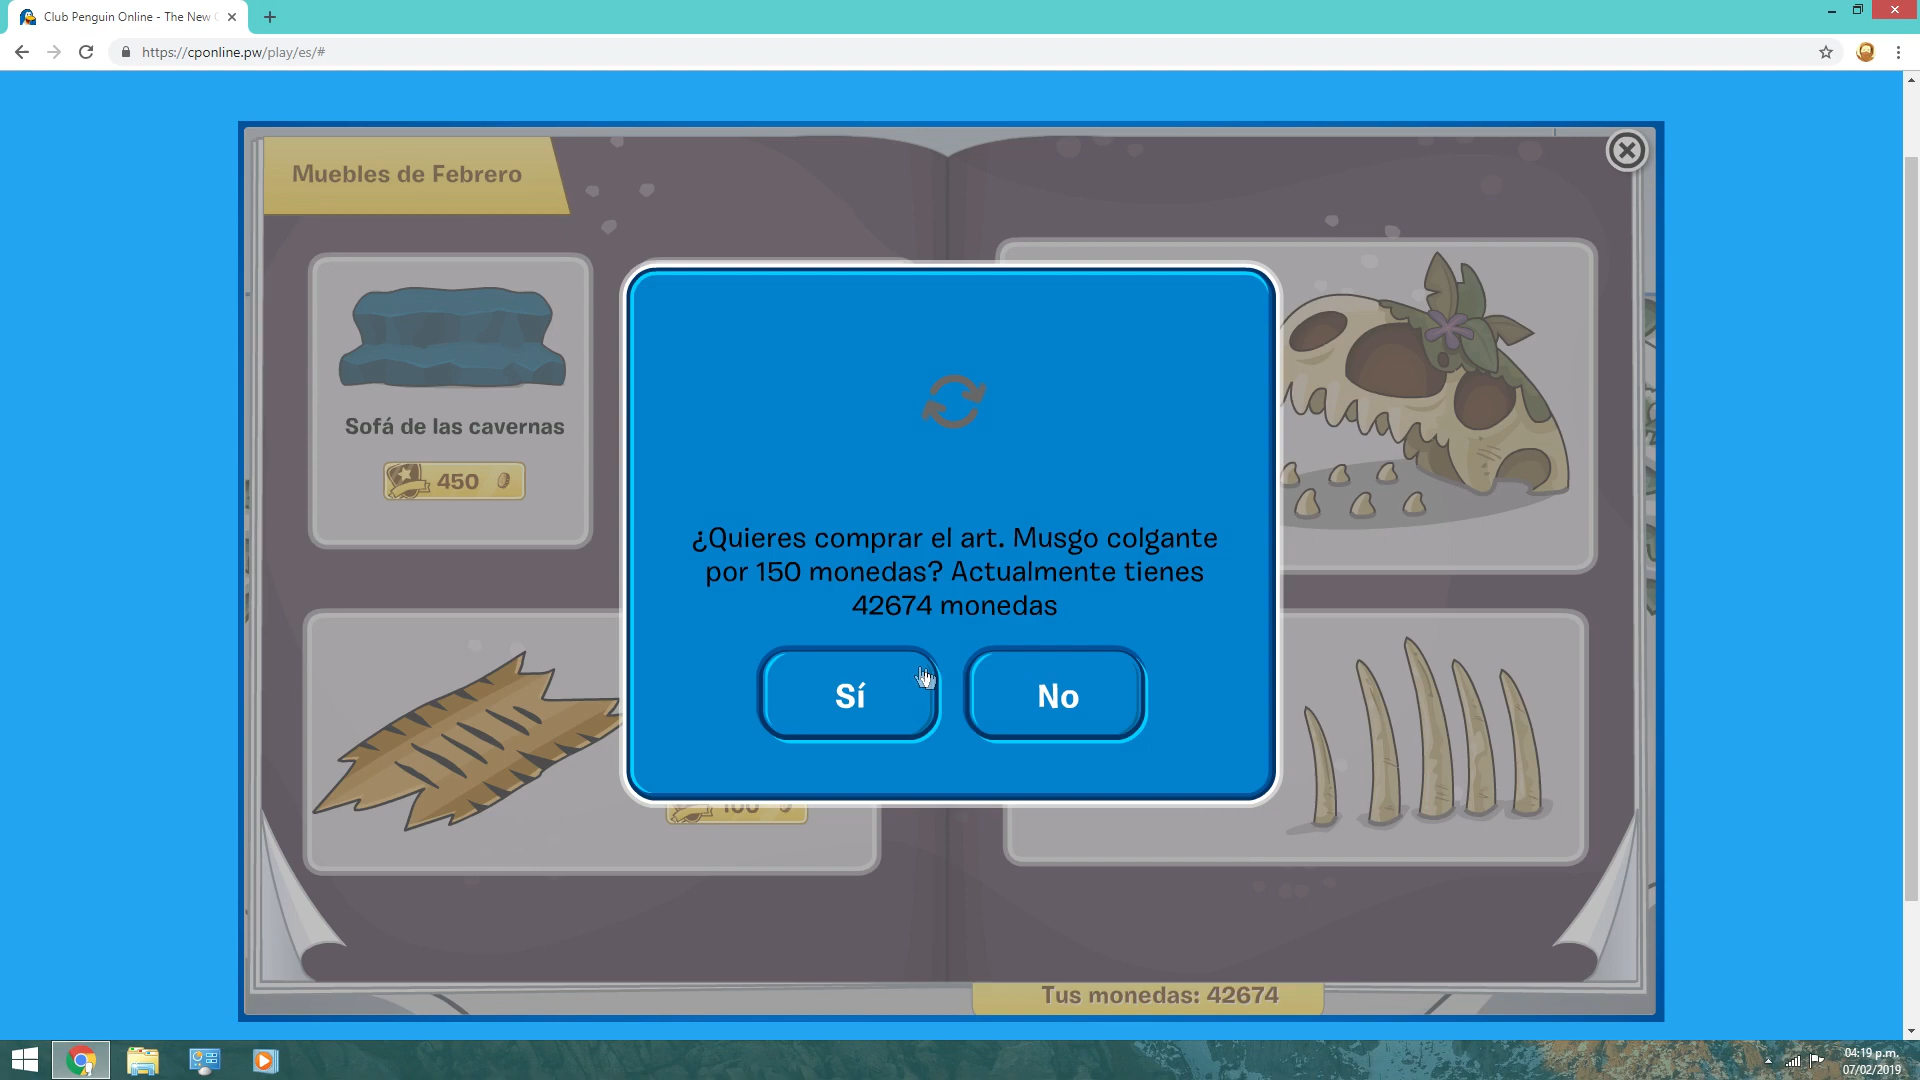 Club Penguin Online - The New
https://cponline.pw/play/es/#
Muebles de Febrero
Sofá de las cavernas
450
¿Quieres comprar el art. Musgo colgante
por 150 monedas? Actualmente tienes
42674 monedas
Sí
No
Tus monedas: 42674
04:19 p.m.
07/02/2019